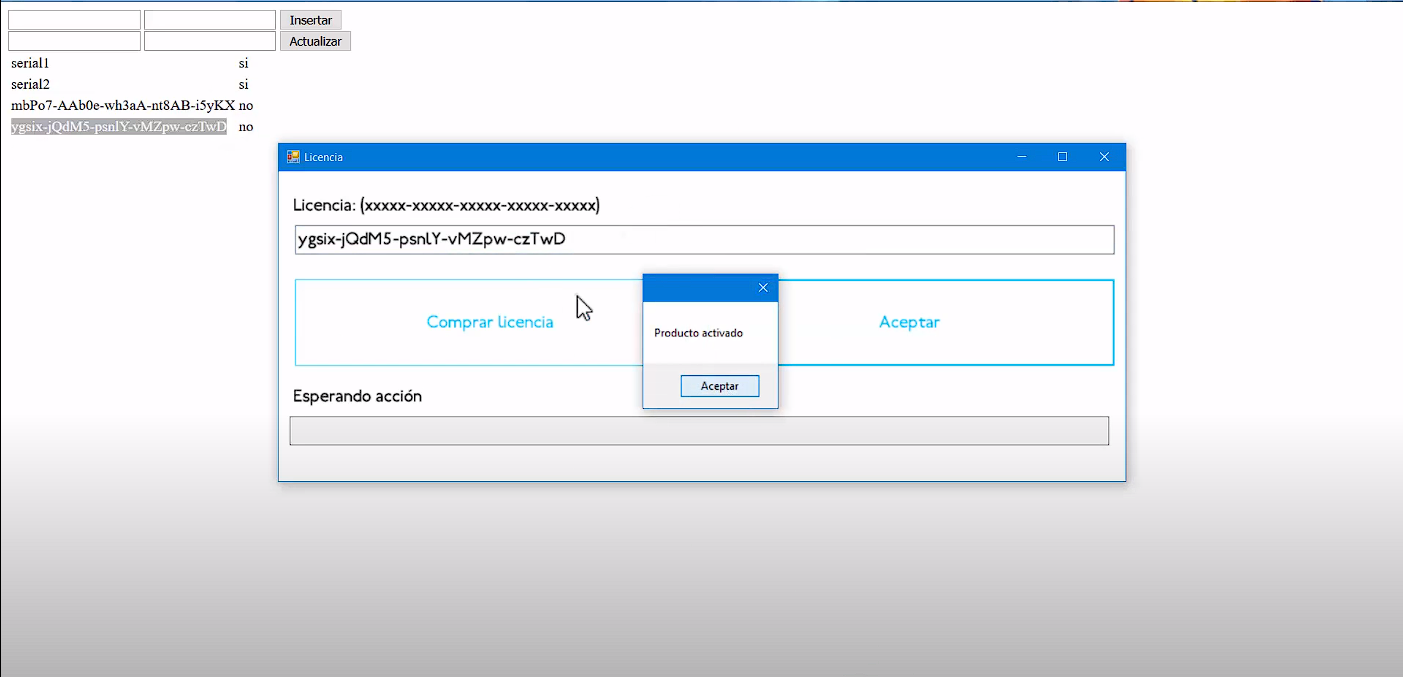 Insertar
Actualizar
serial1 si
serial2 si
mbPo7-AAb0e-wh3aA-nt8AB-i5yKX no
ygsix-jQdM5-psnlY-vMZpw-czTwD no
Licencia
Licencia: (xxxxx-xxxxx-xxxxx-xxxxx-xxxxx)
ygsix-jQdM5-psnlY-vMZpw-czTwD
Comprar licencia
Aceptar
Producto activado
Aceptar
Esperando acción